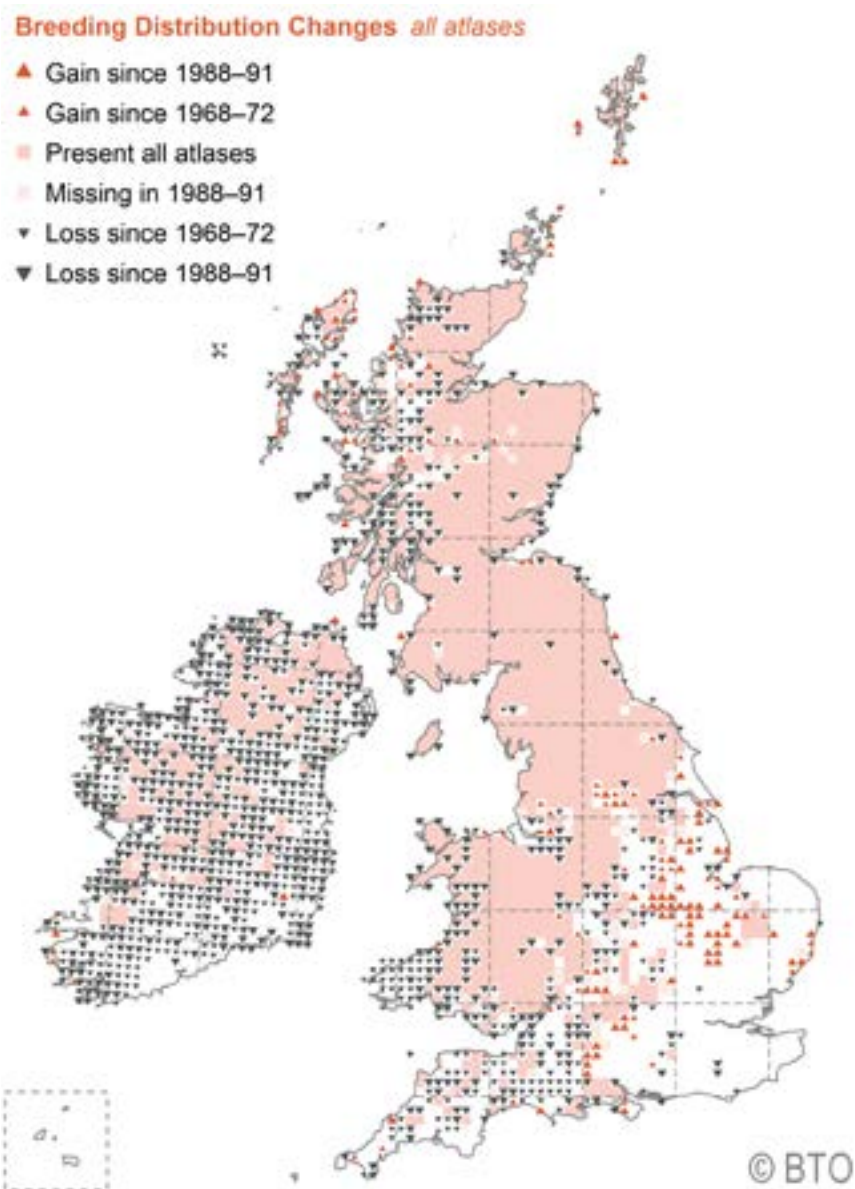 Breeding Distribution Changes all atlases
Gain since 1988–91
Gain since 1968–72
Present all atlases
Missing in 1988–91
Loss since 1968–72
Loss since 1988–91
© BTO